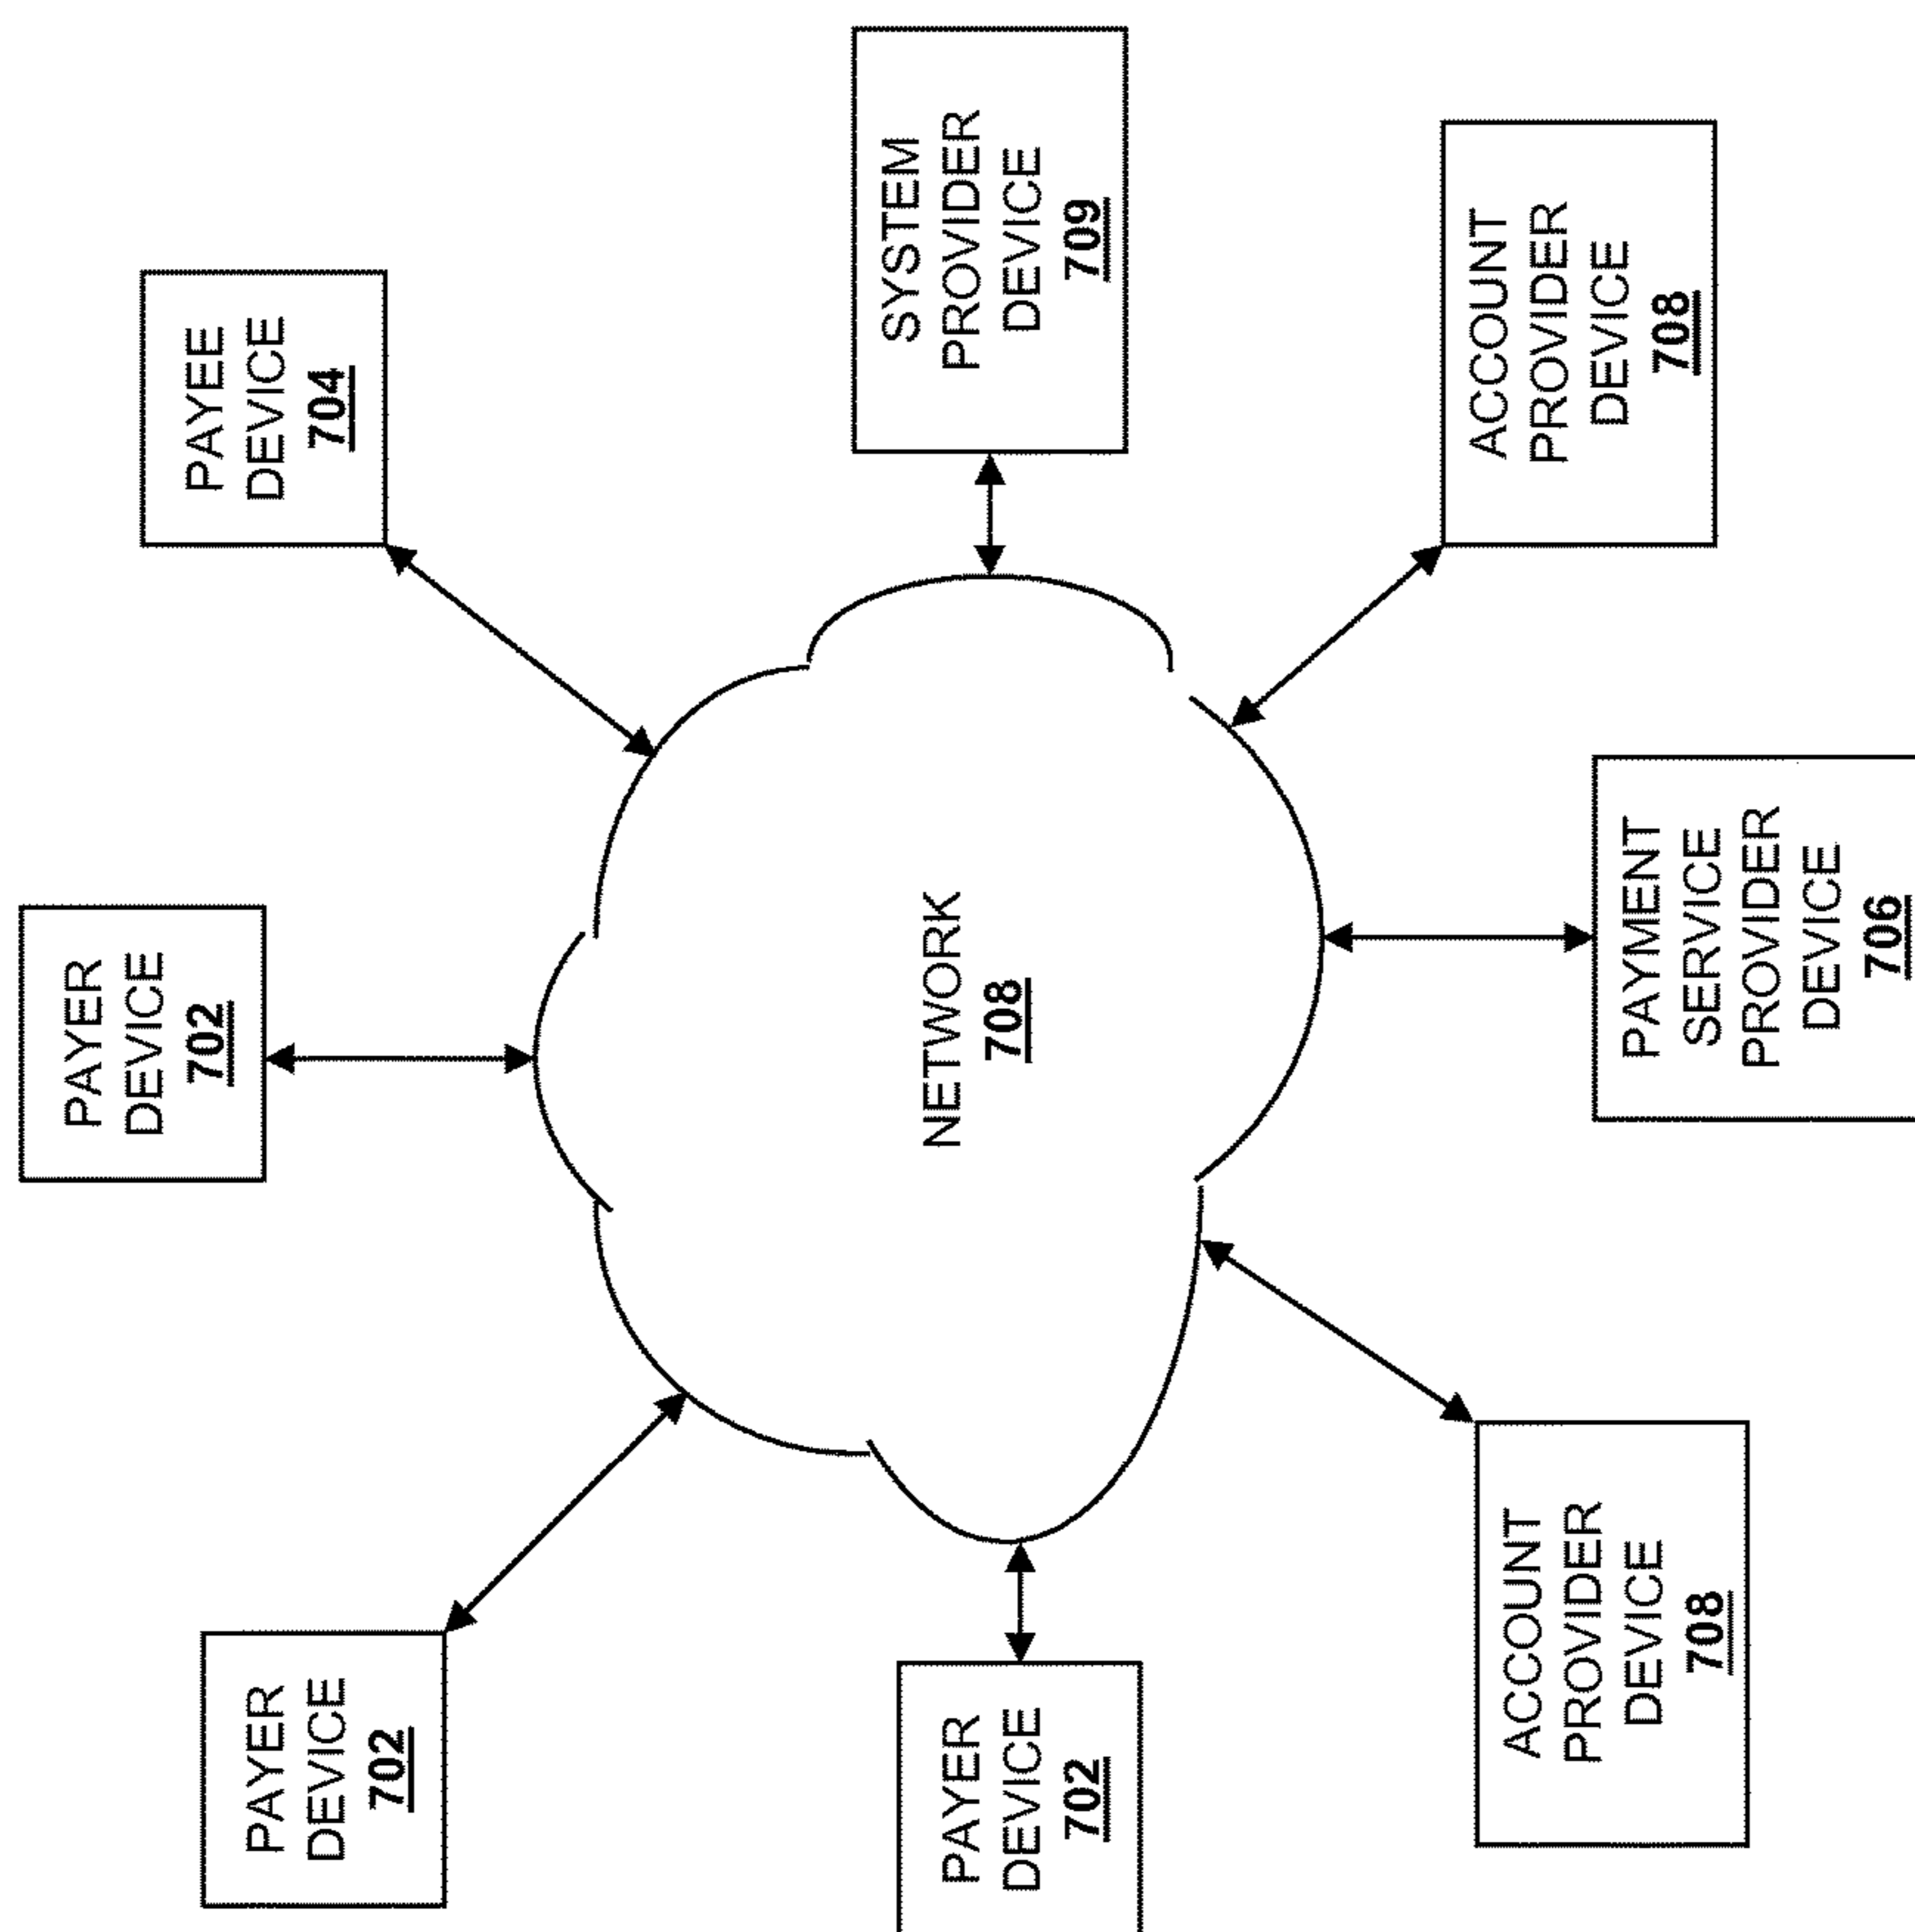 PAYER
DEVICE
702
PAYER
DEVICE
702
PAYEE
DEVICE
704
PAYER
DEVICE
702
NETWORK
708
SYSTEM
PROVIDER
DEVICE
709
ACCOUNT
PROVIDER
DEVICE
708
PAYMENT
SERVICE
PROVIDER
DEVICE
706
ACCOUNT
PROVIDER
DEVICE
708